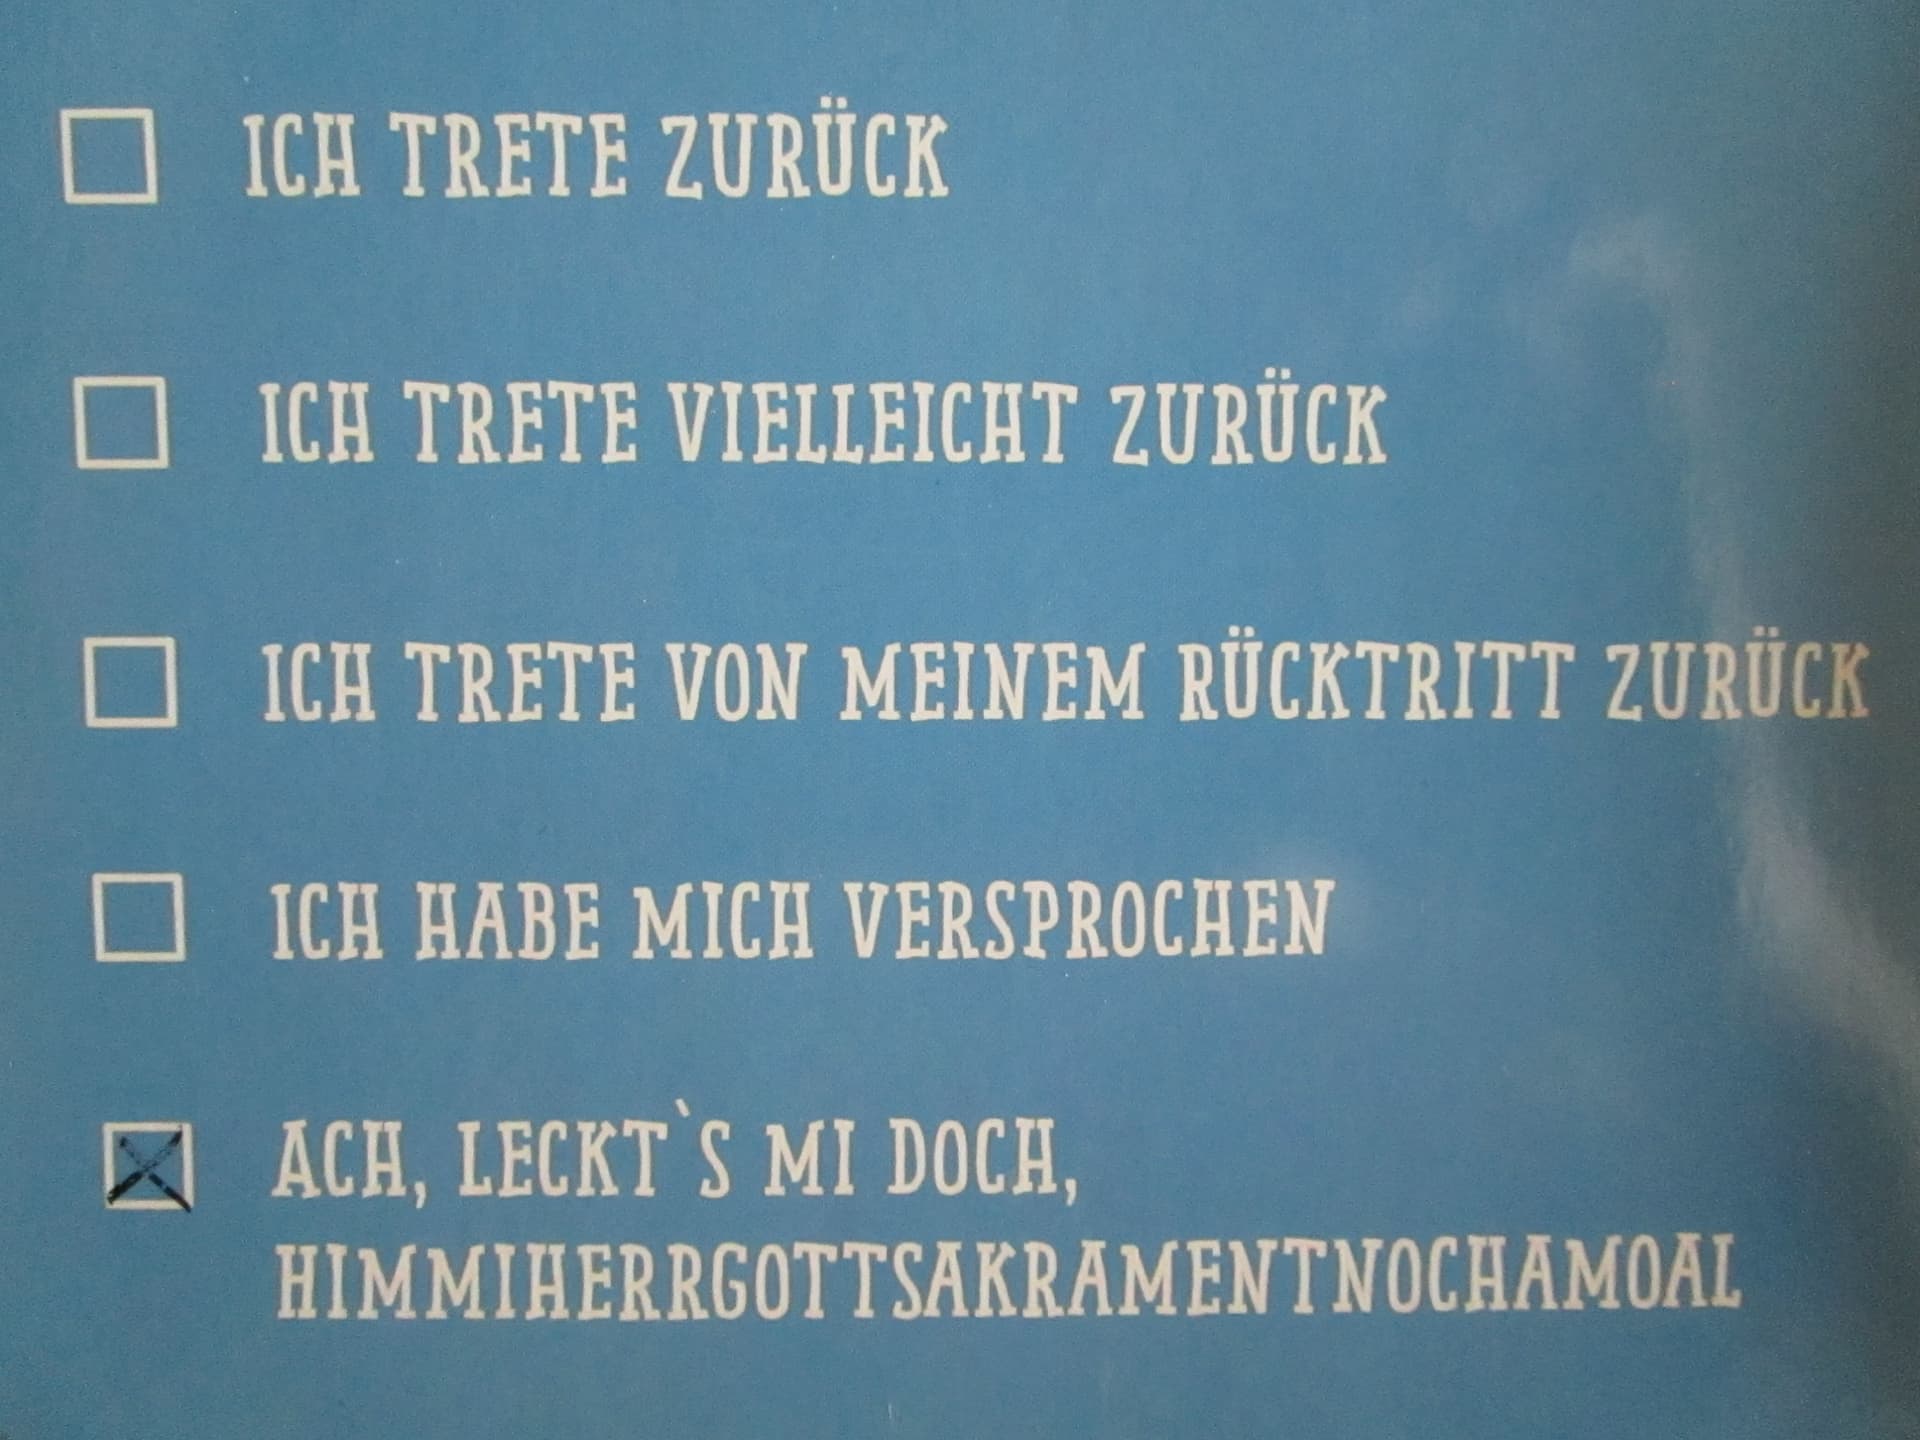 ICH TRETE ZURÜCK
ICH TRETE VIELLEICHT ZURÜCK
ICH TRETE VON MEINEM RÜCKTRITT ZURÜCK
ICH HABE MICH VERSPROCHEN
ACH, LECKT`S MI DOCH,
HIMMIHERRGOTTSAKRAMENTNOCHAMOAL